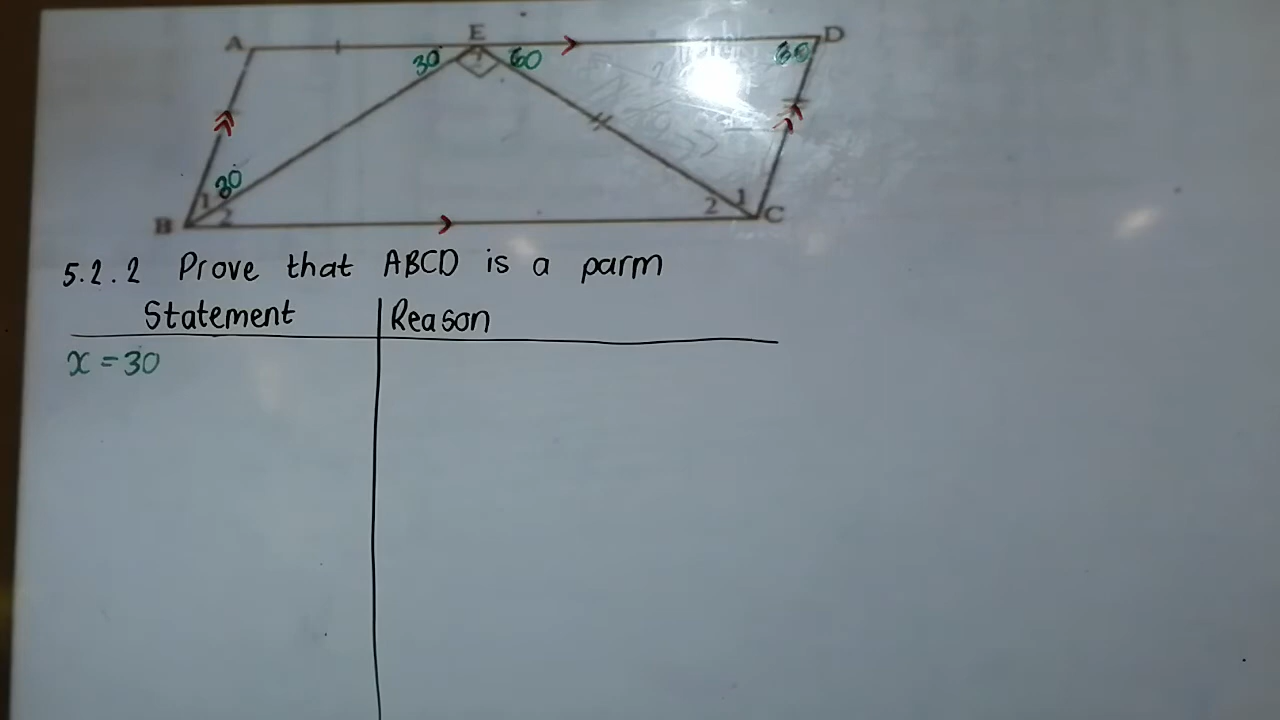 A E D
30 ? 60 60
30
1 2 2 1
B C
5.2.2 Prove that ABCD is a parm
Statement Reason
x = 30